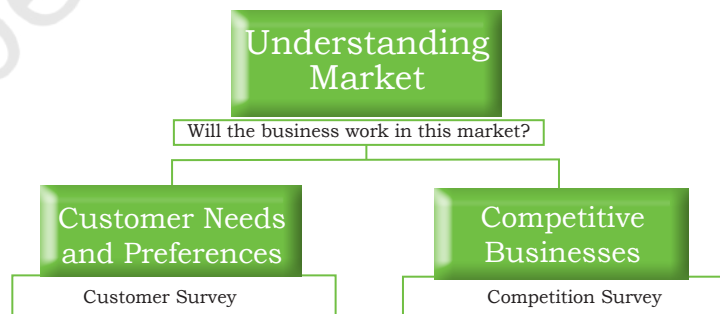 Understanding
Market
Will the business work in this market?
Customer Needs
and Preferences
Competitive
Businesses
Customer Survey
Competition Survey